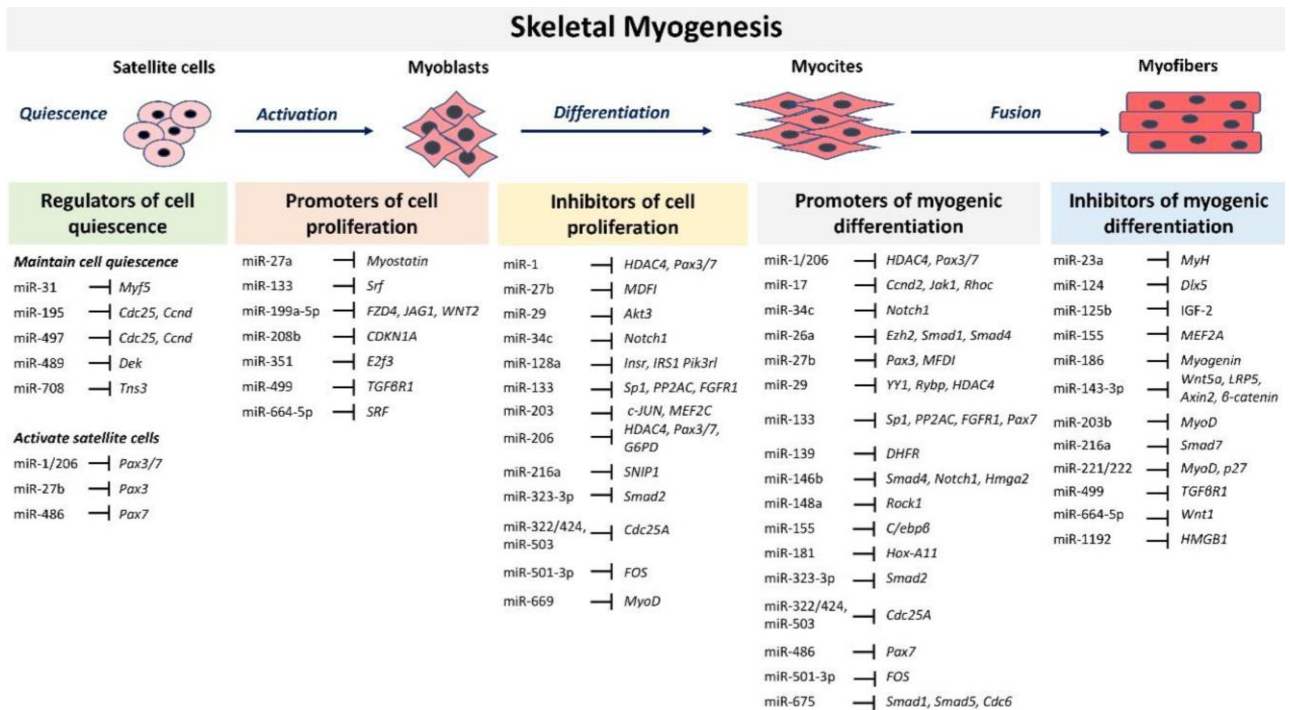 Skeletal Myogenesis
Satellite cells
Myoblasts
Myocites
Myofibers
Quiescence
Activation
Differentiation
Fusion
Regulators of cell
quiescence
Maintain cell quiescence
miR-31 Myf5
miR-195 Cdc25, Ccnd
miR-497 Cdc25, Ccnd
miR-489 Dek
miR-708 Tns3
Activate satellite cells
miR-1/206 Pax3/7
miR-27b Pax3
miR-486 Pax7
Promoters of cell
proliferation
miR-27a Myostatin
miR-133 Srf
miR-199a-5p FZD4, JAG1, WNT2
miR-208b CDKN1A
miR-351 E2f3
miR-499 TGFβR1
miR-664-5p SRF
Inhibitors of cell
proliferation
miR-1 HDAC4, Pax3/7
miR-27b MDFI
miR-29 Akt3
miR-34c Notch1
miR-128a Insr, IRS1 Pik3rl
miR-133 Sp1, PP2AC, FGFR1
miR-203 c-JUN, MEF2C
miR-206 HDAC4, Pax3/7,
G6PD
miR-216a SNIP1
miR-323-3p Smad2
miR-322/424,
miR-503 Cdc25A
miR-501-3p FOS
miR-669 MyoD
Promoters of myogenic
differentiation
miR-1/206 HDAC4, Pax3/7
miR-17 Ccnd2, Jak1, Rhoc
miR-34c Notch1
miR-26a Ezh2, Smad1, Smad4
miR-27b Pax3, MFDI
miR-29 YY1, Rybp, HDAC4
miR-133 Sp1, PP2AC, FGFR1, Pax7
miR-139 DHFR
miR-146b Smad4, Notch1, Hmga2
miR-148a Rock1
miR-155 C/ebpβ
miR-181 Hox-A11
miR-323-3p Smad2
miR-322/424,
miR-503 Cdc25A
miR-486 Pax7
miR-501-3p FOS
miR-675 Smad1, Smad5, Cdc6
Inhibitors of myogenic
differentiation
miR-23a MyH
miR-124 Dlx5
miR-125b IGF-2
miR-155 MEF2A
miR-186 Myogenin
miR-143-3p Wnt5a, LRP5,
Axin2, β-catenin
miR-203b MyoD
miR-216a Smad7
miR-221/222 MyoD, p27
miR-499 TGFβR1
miR-664-5p Wnt1
miR-1192 HMGB1